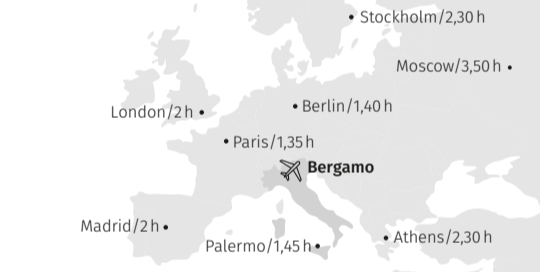 Stockholm/2,30 h
Moscow/3,50 h
London/2 h
Berlin/1,40 h
Paris/1,35 h
Bergamo
Madrid/2 h
Palermo/1,45 h
Athens/2,30 h